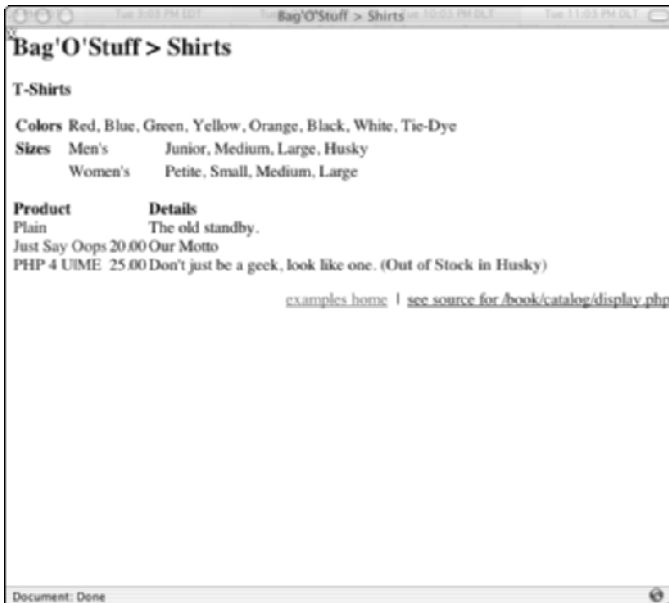 Bag'O'Stuff > Shirts
Bag'O'Stuff > Shirts
T-Shirts
Colors Red, Blue, Green, Yellow, Orange, Black, White, Tie-Dye
Sizes Men's Junior, Medium, Large, Husky
Women's Petite, Small, Medium, Large
Product Details
Plain The old standby.
Just Say Oops 20.00 Our Motto
PHP 4 U|ME 25.00 Don't just be a geek, look like one. (Out of Stock in Husky)
examples home | see source for /book/catalog/display.php
Document: Done